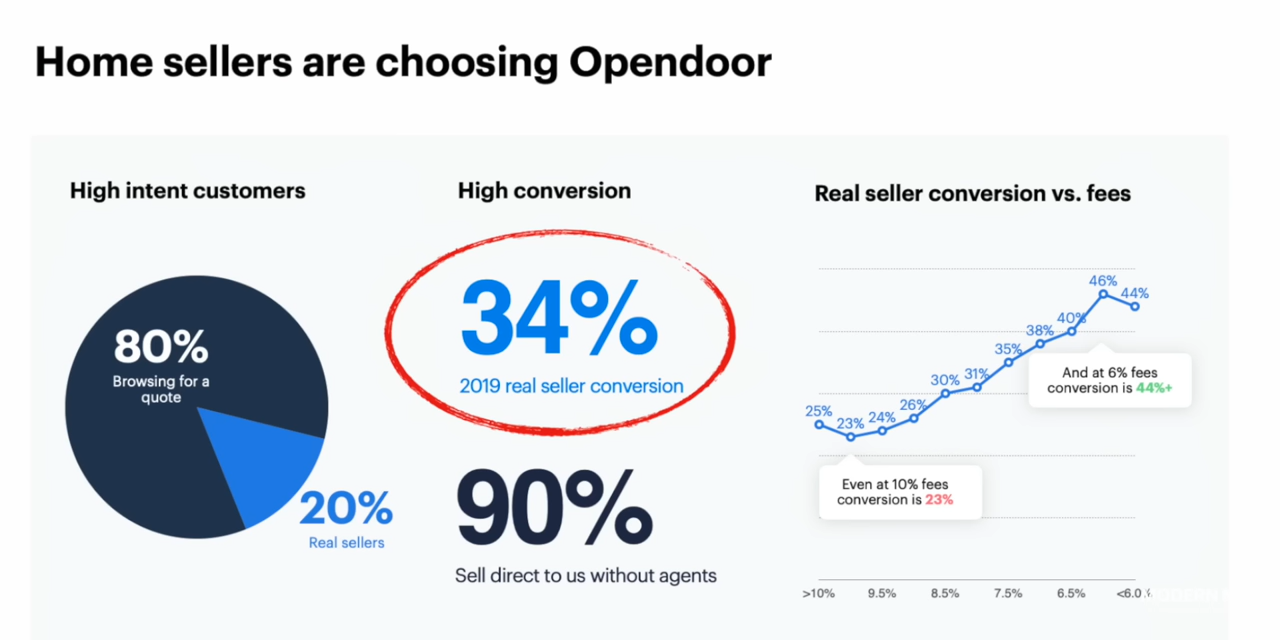 Home sellers are choosing Opendoor
High intent customers
80%
Browsing for a
quote
20%
Real sellers
High conversion
34%
2019 real seller conversion
90%
Sell direct to us without agents
Real seller conversion vs. fees
25%
23%
24%
26%
30%
31%
35%
38%
40%
46%
44%
And at 6% fees
conversion is 44%+
Even at 10% fees
conversion is 23%
>10% 9.5% 8.5% 7.5% 6.5% <6.0%